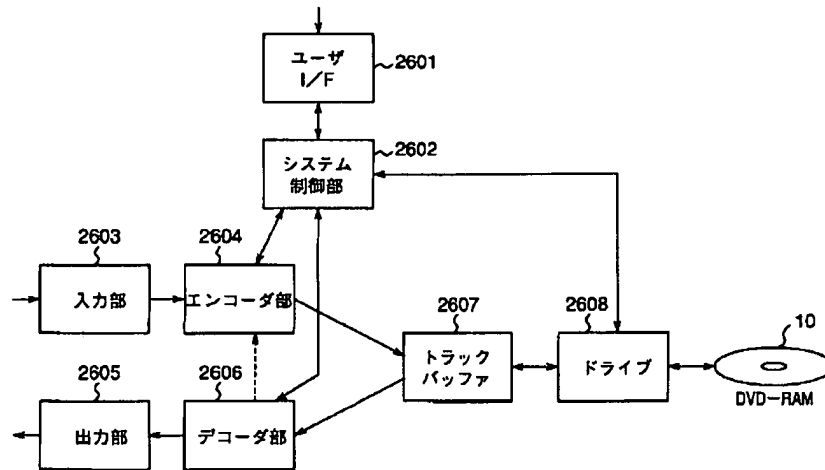 ユーザ
I/F
2601
システム
制御部
2602
2603
入力部
2604
エンコーダ部
2605
出力部
2606
デコーダ部
2607
トラック
バッファ
2608
ドライブ
10
DVD-RAM